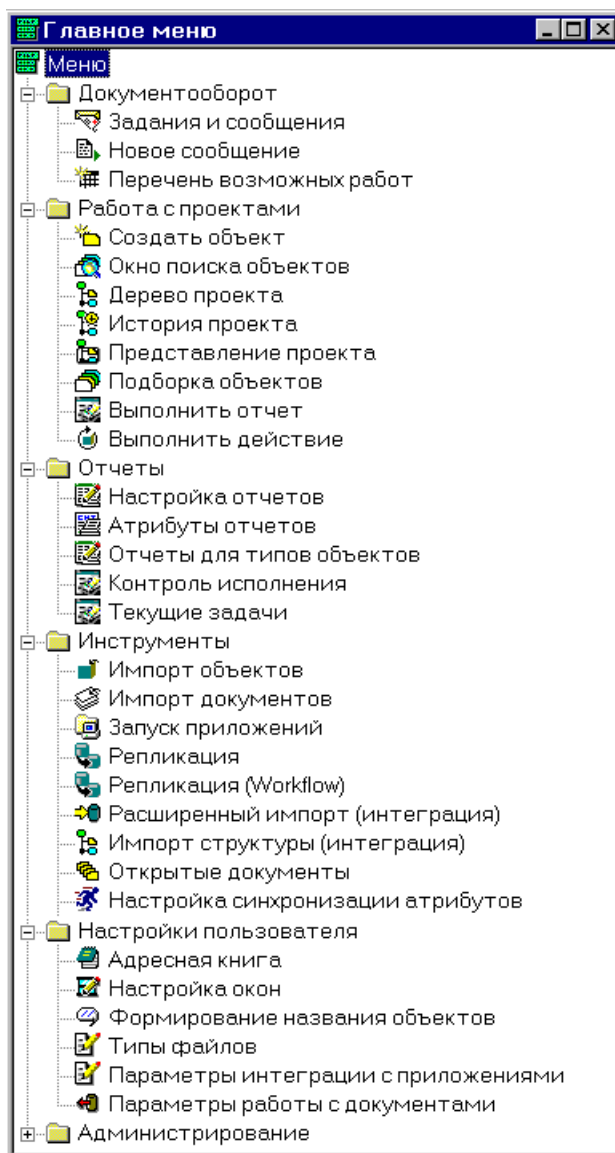 Главное меню
Меню
Документооборот
Задания и сообщения
Новое сообщение
Перечень возможных работ
Работа с проектами
Создать объект
Окно поиска объектов
Дерево проекта
История проекта
Представление проекта
Подборка объектов
Выполнить отчет
Выполнить действие
Отчеты
Настройка отчетов
Атрибуты отчетов
Отчеты для типов объектов
Контроль исполнения
Текущие задачи
Инструменты
Импорт объектов
Импорт документов
Запуск приложений
Репликация
Репликация (Workflow)
Расширенный импорт (интеграция)
Импорт структуры (интеграция)
Открытые документы
Настройка синхронизации атрибутов
Настройки пользователя
Адресная книга
Настройка окон
Формирование названия объектов
Типы файлов
Параметры интеграции с приложениями
Параметры работы с документами
Администрирование